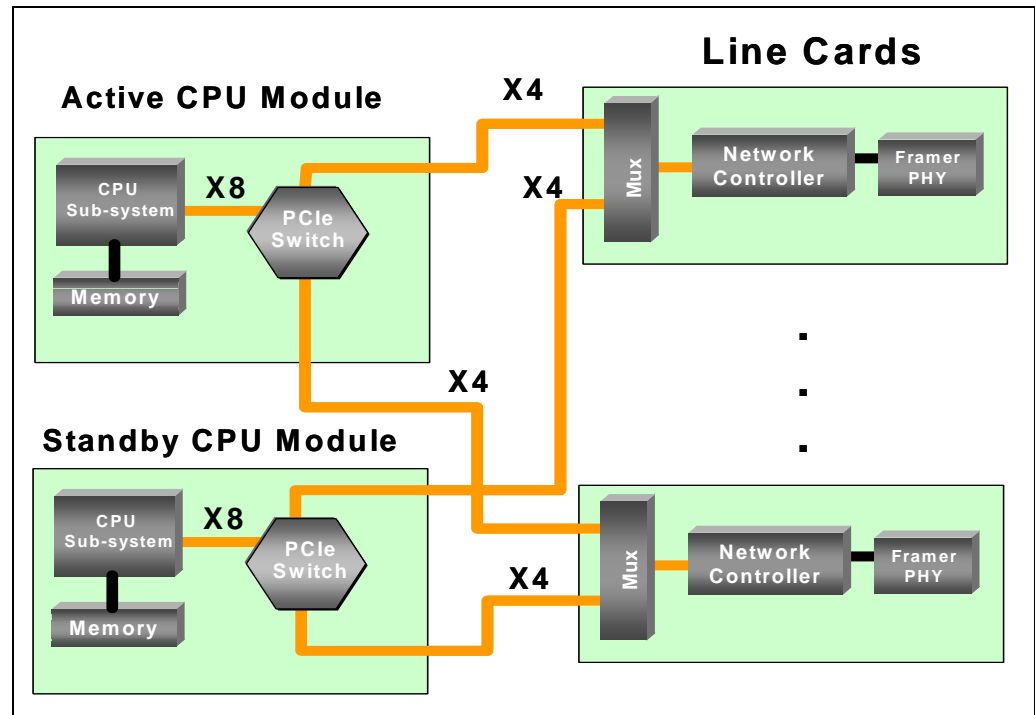 Line Cards
Active CPU Module
X4
CPU
Sub-system
X8
PCIe
Switch
Memory
Mux
Network
Controller
Framer
PHY
X4
X4
Standby CPU Module
CPU
Sub-system
X8
PCIe
Switch
Memory
X4
Mux
Network
Controller
Framer
PHY